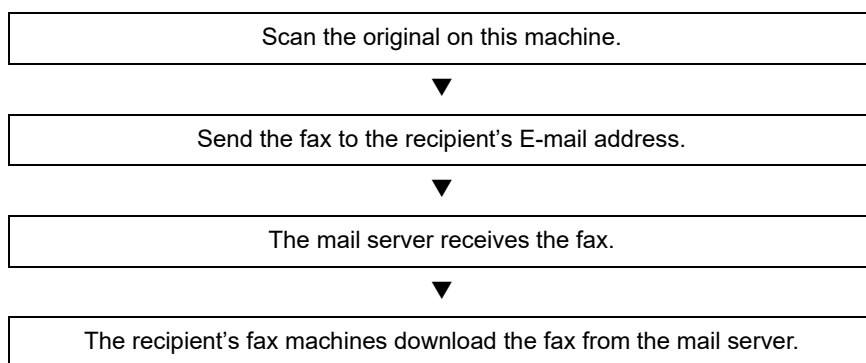 Scan the original on this machine.
Send the fax to the recipient’s E-mail address.
The mail server receives the fax.
The recipient’s fax machines download the fax from the mail server.